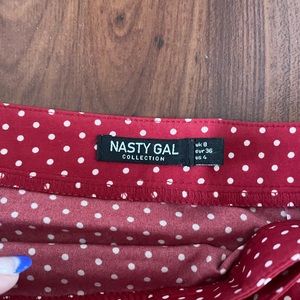 NASTY GAL
COLLECTION
uk 8
eur 36
us 4